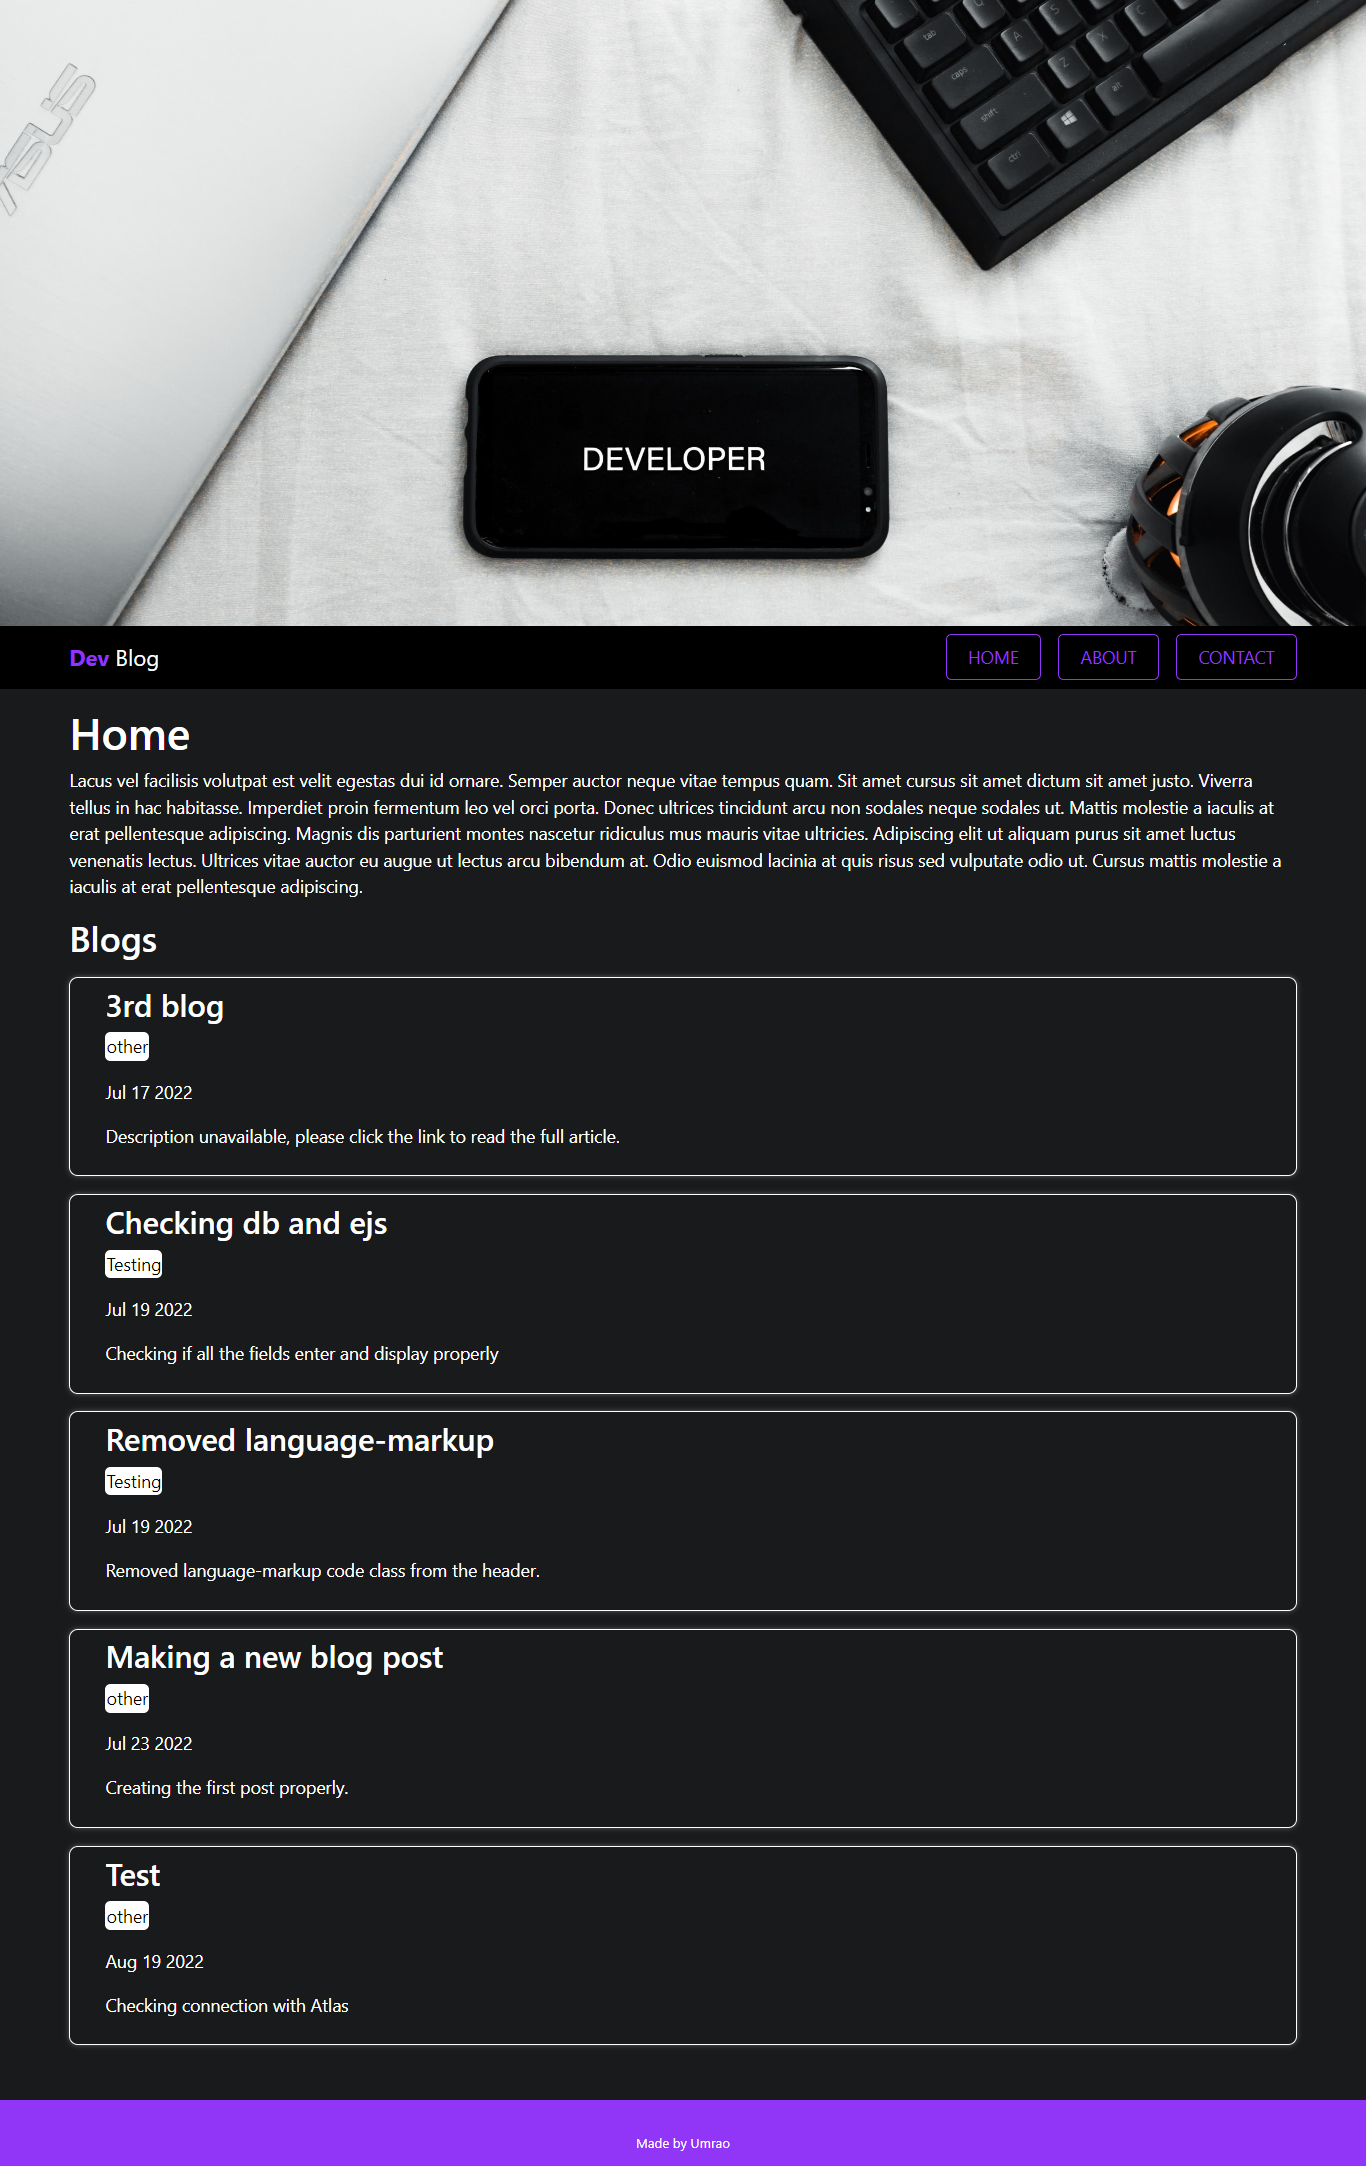 ASUS
tab
Q
A
S
Z
X
C
caps
shift
alt
ctrl
DEVELOPER
Dev Blog
HOME
ABOUT
CONTACT
Home
Lacus vel facilisis volutpat est velit egestas dui id ornare. Semper auctor neque vitae tempus quam. Sit amet cursus sit amet dictum sit amet justo. Viverra
tellus in hac habitasse. Imperdiet proin fermentum leo vel orci porta. Donec ultrices tincidunt arcu non sodales neque sodales ut. Mattis molestie a iaculis at
erat pellentesque adipiscing. Magnis dis parturient montes nascetur ridiculus mus mauris vitae ultricies. Adipiscing elit ut aliquam purus sit amet luctus
venenatis lectus. Ultrices vitae auctor eu augue ut lectus arcu bibendum at. Odio euismod lacinia at quis risus sed vulputate odio ut. Cursus mattis molestie a
iaculis at erat pellentesque adipiscing.
Blogs
3rd blog
other
Jul 17 2022
Description unavailable, please click the link to read the full article.
Checking db and ejs
Testing
Jul 19 2022
Checking if all the fields enter and display properly
Removed language-markup
Testing
Jul 19 2022
Removed language-markup code class from the header.
Making a new blog post
other
Jul 23 2022
Creating the first post properly.
Test
other
Aug 19 2022
Checking connection with Atlas
Made by Umrao